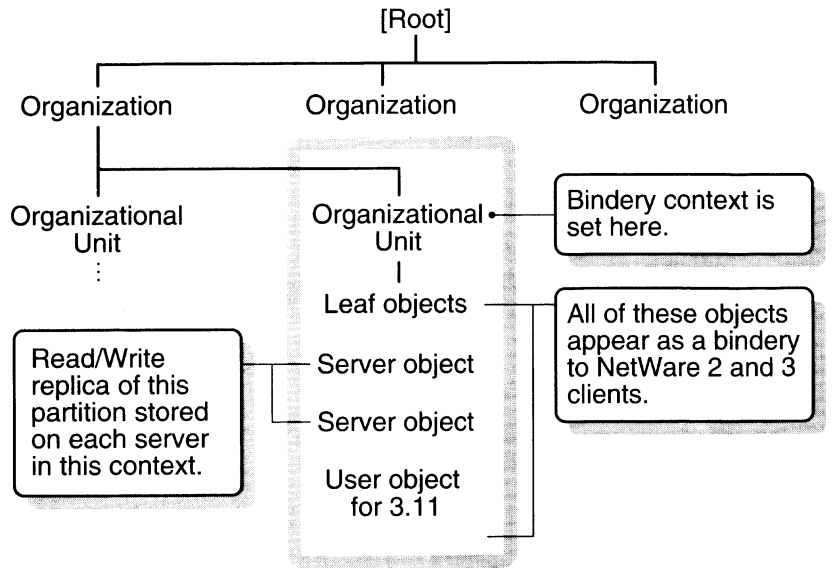 [Root]
Organization
Organization
Organization
Organizational
Unit
Organizational
Unit
Bindery context is
set here.
Leaf objects
All of these objects
appear as a bindery
to NetWare 2 and 3
clients.
Read/Write
replica of this
partition stored
on each server
in this context.
Server object
Server object
User object
for 3.11